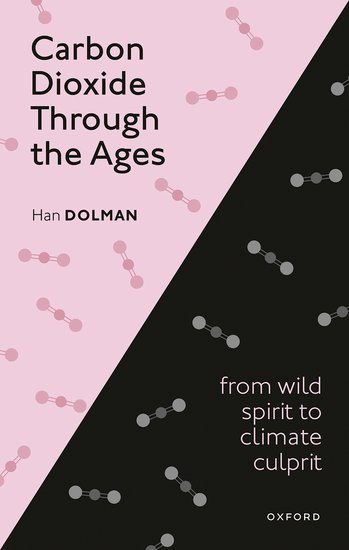 Carbon
Dioxide
Through
the Ages
Han DOLMAN
from wild
spirit to
climate
culprit
OXFORD